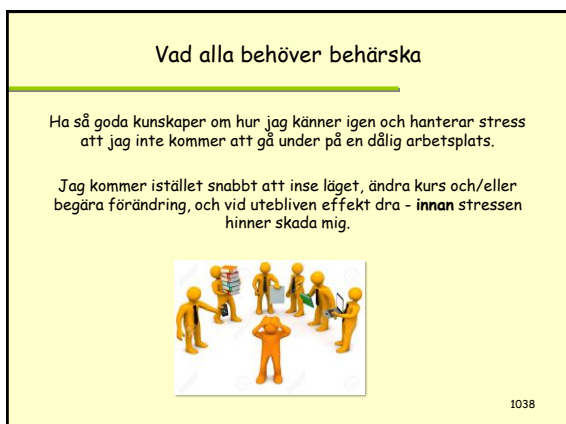 Vad alla behöver behärska
Ha så goda kunskaper om hur jag känner igen och hanterar stress
att jag inte kommer att gå under på en dålig arbetsplats.
Jag kommer istället snabbt att inse läget, ändra kurs och/eller
begära förändring, och vid utebliven effekt dra - innan stressen
hinner skada mig.
1038